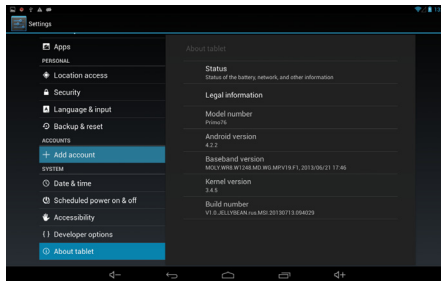 Settings
Apps
PERSONAL
Location access
Security
Language & input
Backup & reset
ACCOUNTS
Add account
SYSTEM
Date & time
Scheduled power on & off
Accessibility
Developer options
About tablet
About tablet
Status
Status of the battery, network, and other information
Legal information
Model number
Primo76
Android version
4.2.2
Baseband version
MOLY.WR8.W1248.MD.WG.MP.V19.F1, 2013/06/21 17:46
Kernel version
3.4.5
Build number
V1.0.JELLYBEAN.rus.MSI.20130713.094029